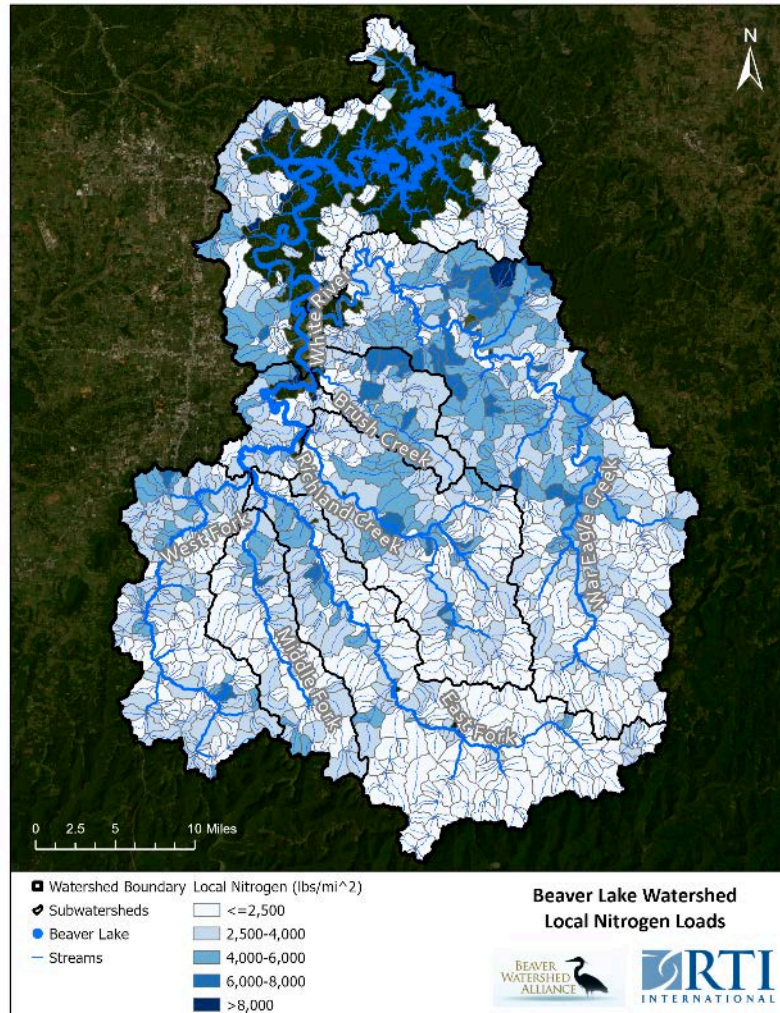 N
White River
Brush Creek
Richland Creek
War Eagle Creek
West Fork
Middle Fork
East Fork
0 2.5 5 10 Miles
Watershed Boundary
Subwatersheds
Beaver Lake
Streams
Local Nitrogen (lbs/mi^2)
<=2,500
2,500-4,000
4,000-6,000
6,000-8,000
>8,000
Beaver Lake Watershed
Local Nitrogen Loads
BEAVER
WATERSHED
ALLIANCE
RTI
INTERNATIONAL